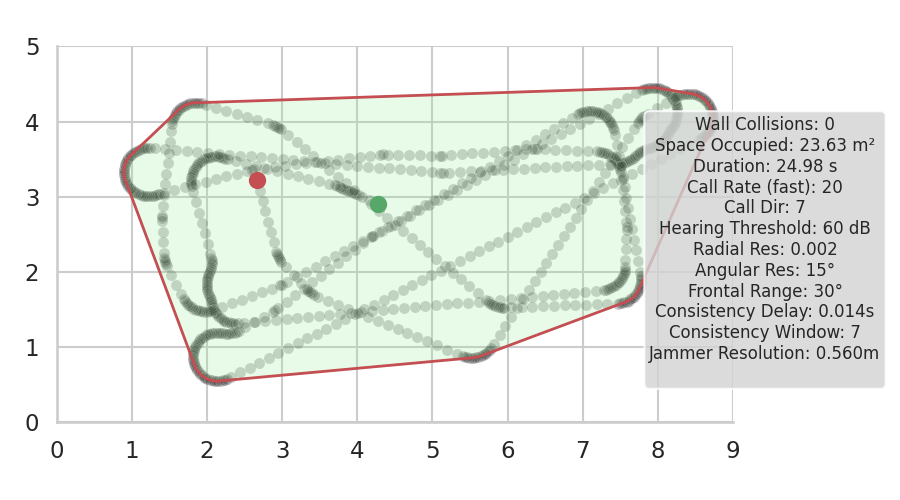 5
4
3
2
1
0
0 1 2 3 4 5 6 7 8 9
Wall Collisions: 0
Space Occupied: 23.63 m²
Duration: 24.98 s
Call Rate (fast): 20
Call Dir: 7
Hearing Threshold: 60 dB
Radial Res: 0.002
Angular Res: 15°
Frontal Range: 30°
Consistency Delay: 0.014s
Consistency Window: 7
Jammer Resolution: 0.560m